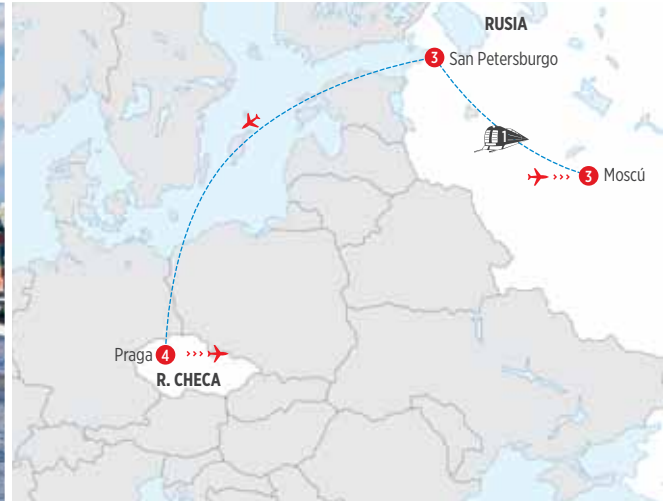 RUSIA
3 San Petersburgo
3 Moscú
Praga 4
R. CHECA